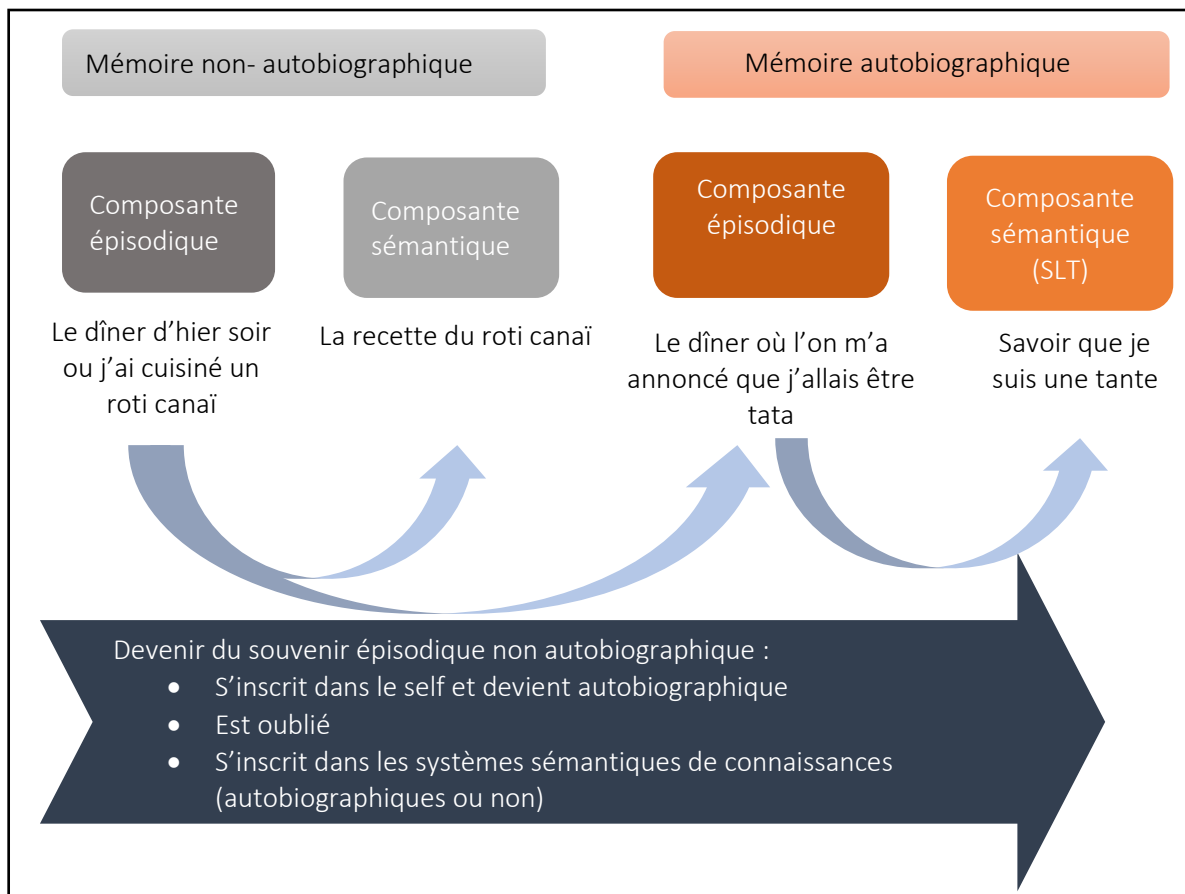 Mémoire non- autobiographique
Mémoire autobiographique
Composante
épisodique
Composante
sémantique
Composante
épisodique
Composante
sémantique
(SLT)
Le dîner d’hier soir
ou j’ai cuisiné un
roti canaï
La recette du roti canaï
Le dîner où l’on m’a
annoncé que j’allais être
tata
Savoir que je
suis une tante
Devenir du souvenir épisodique non autobiographique :
• S’inscrit dans le self et devient autobiographique
• Est oublié
• S’inscrit dans les systèmes sémantiques de connaissances
(autobiographiques ou non)